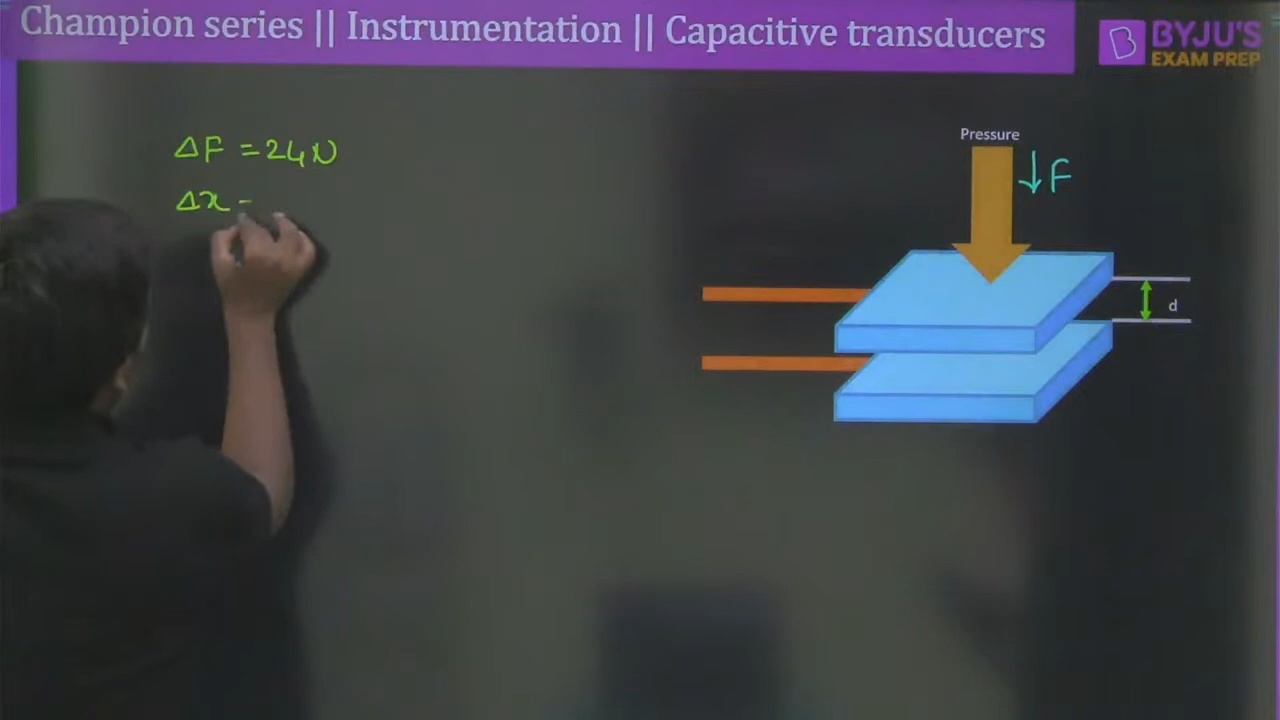 Champion series || Instrumentation || Capacitive transducers
BYJU'S
EXAM PREP
ΔF = 24N
Δx =
Pressure
↓F
d